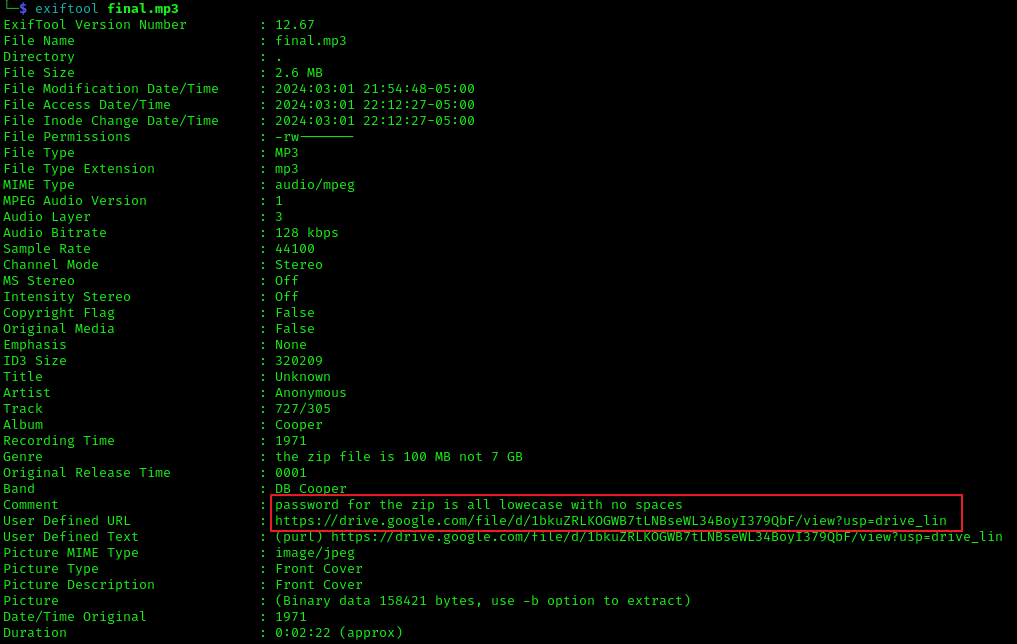 └─$ exiftool final.mp3
ExifTool Version Number : 12.67
File Name : final.mp3
Directory : .
File Size : 2.6 MB
File Modification Date/Time : 2024:03:01 21:54:48-05:00
File Access Date/Time : 2024:03:01 22:12:27-05:00
File Inode Change Date/Time : 2024:03:01 22:12:27-05:00
File Permissions : -rw-------
File Type : MP3
File Type Extension : mp3
MIME Type : audio/mpeg
MPEG Audio Version : 1
Audio Layer : 3
Audio Bitrate : 128 kbps
Sample Rate : 44100
Channel Mode : Stereo
MS Stereo : Off
Intensity Stereo : Off
Copyright Flag : False
Original Media : False
Emphasis : None
ID3 Size : 320209
Title : Unknown
Artist : Anonymous
Track : 727/305
Album : Cooper
Recording Time : 1971
Genre : the zip file is 100 MB not 7 GB
Original Release Time : 0001
Band : DB Cooper
Comment : password for the zip is all lowecase with no spaces
User Defined URL : https://drive.google.com/file/d/1bkuZRLKOGWB7tLNBseWL34BoyI379QbF/view?usp=drive_lin
User Defined Text : (purl) https://drive.google.com/file/d/1bkuZRLKOGWB7tLNBseWL34BoyI379QbF/view?usp=drive_lin
Picture MIME Type : image/jpeg
Picture Type : Front Cover
Picture Description : Front Cover
Picture : (Binary data 158421 bytes, use -b option to extract)
Date/Time Original : 1971
Duration : 0:02:22 (approx)